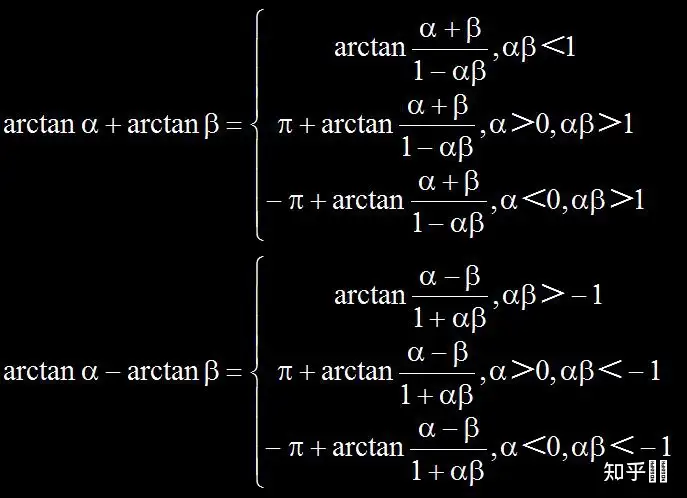 arctan α + arctan β = { arctan (α + β)/(1 − αβ), αβ＜1
π + arctan (α + β)/(1 − αβ), α＞0, αβ＞1
− π + arctan (α + β)/(1 − αβ), α＜0, αβ＞1
arctan α − arctan β = { arctan (α − β)/(1 + αβ), αβ＞−1
π + arctan (α − β)/(1 + αβ), α＞0, αβ＜−1
− π + arctan (α − β)/(1 + αβ), α＜0, αβ＜−1
知乎